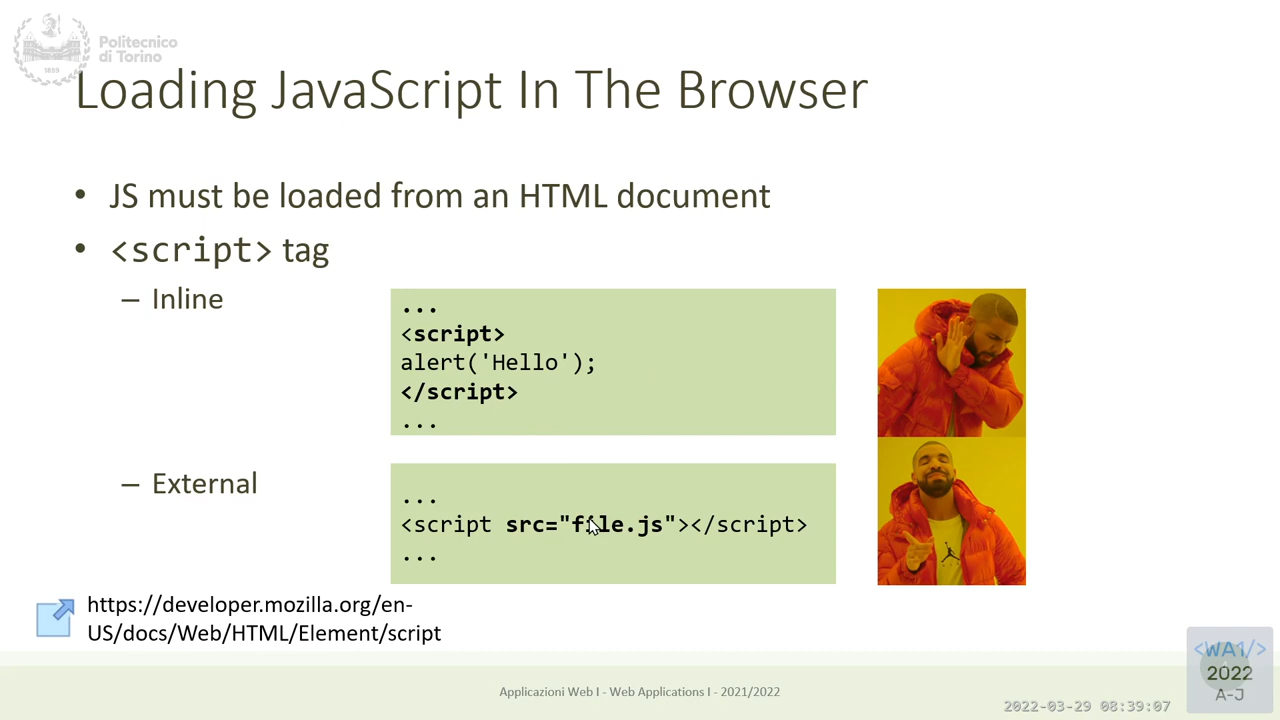 Politecnico
di Torino
1859
Loading JavaScript In The Browser
• JS must be loaded from an HTML document
• <script> tag
– Inline
...
<script>
alert('Hello');
</script>
...
– External
...
<script src="file.js"></script>
...
https://developer.mozilla.org/en-
US/docs/Web/HTML/Element/script
Applicazioni Web I - Web Applications I - 2021/2022
<WA1/>
2022
A-J
2022-03-29 08:39:07